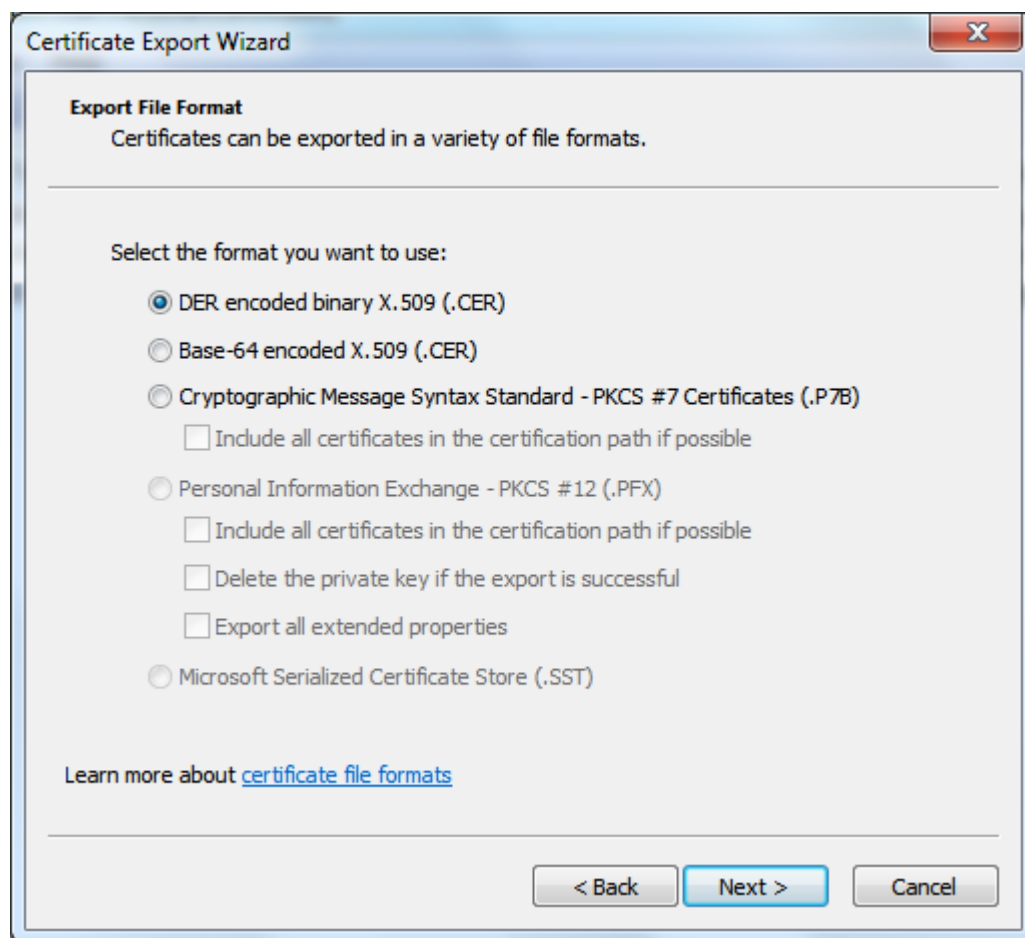 Certificate Export Wizard
Export File Format
Certificates can be exported in a variety of file formats.
Select the format you want to use:
DER encoded binary X.509 (.CER)
Base-64 encoded X.509 (.CER)
Cryptographic Message Syntax Standard - PKCS #7 Certificates (.P7B)
Include all certificates in the certification path if possible
Personal Information Exchange - PKCS #12 (.PFX)
Include all certificates in the certification path if possible
Delete the private key if the export is successful
Export all extended properties
Microsoft Serialized Certificate Store (.SST)
Learn more about certificate file formats
< Back Next > Cancel